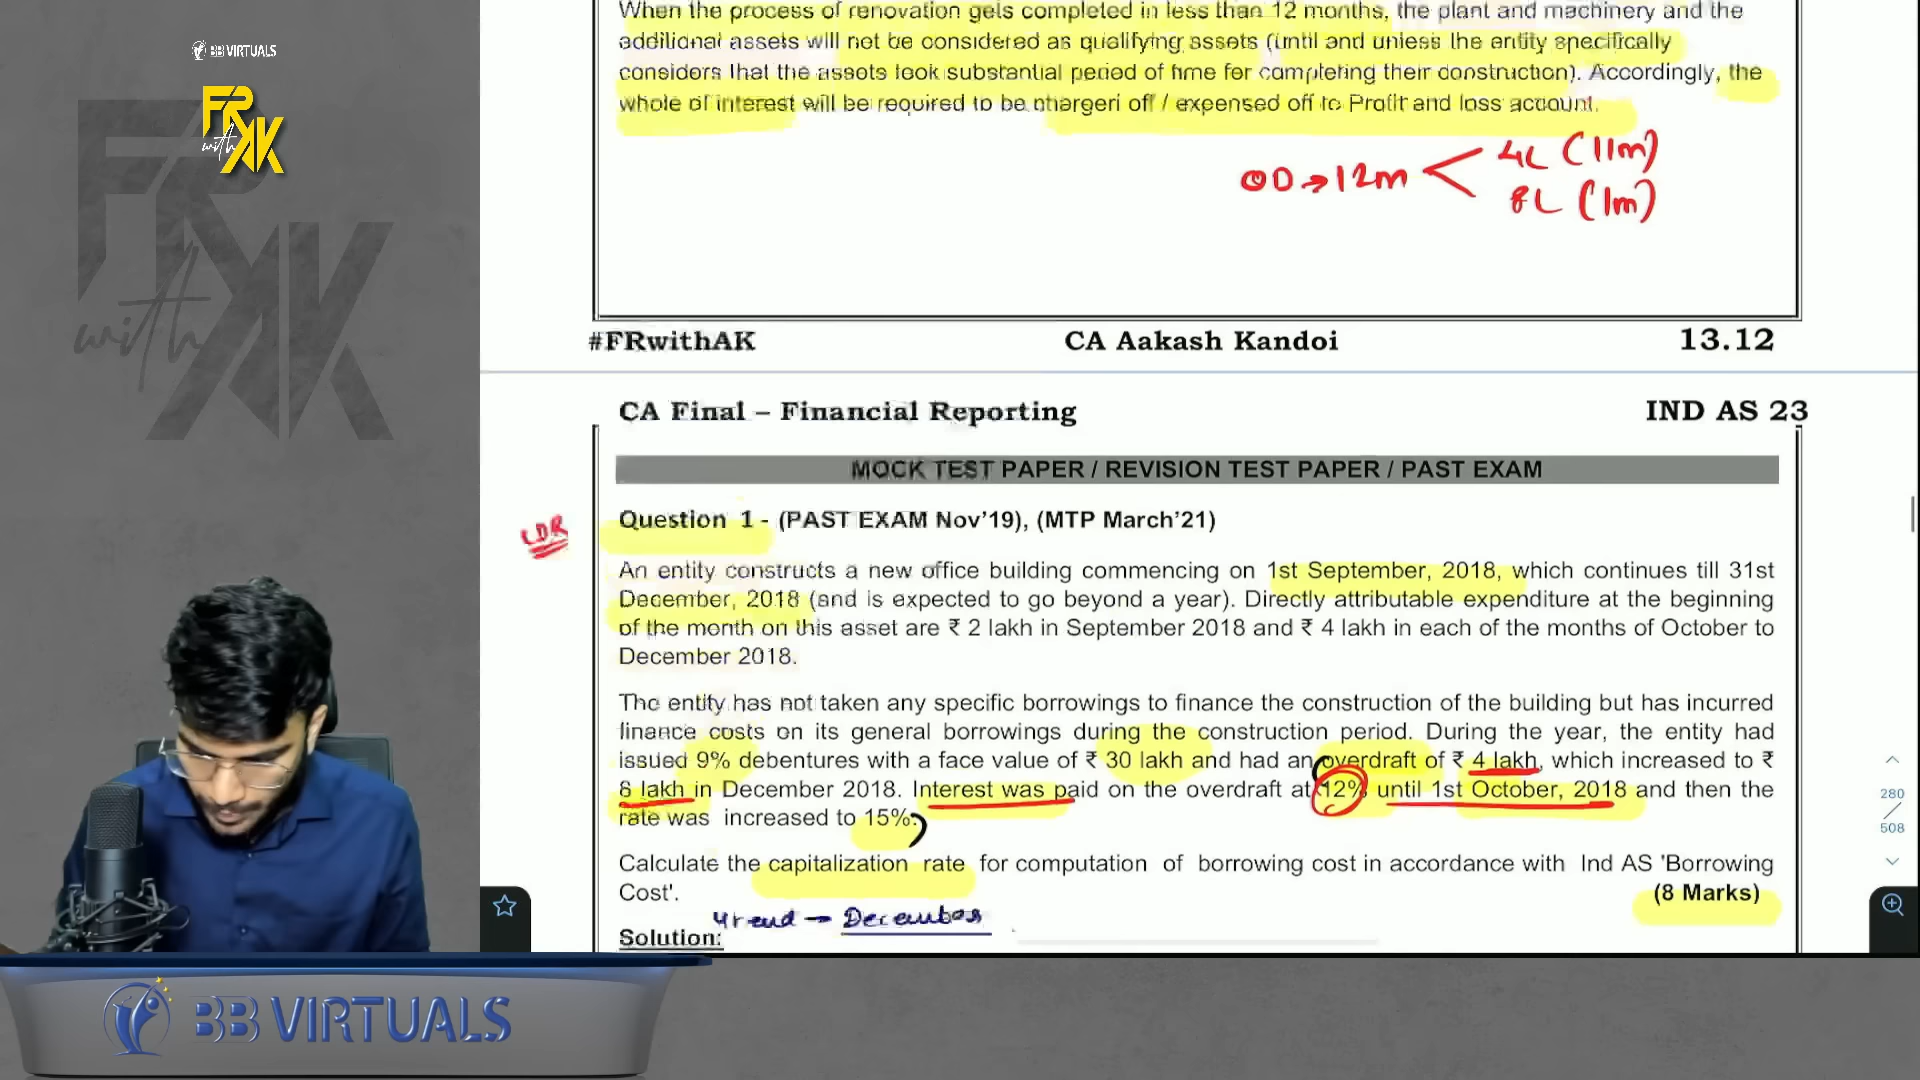 BB VIRTUALS
FR
with
AK
FR
with
AK
When the process of renovation gets completed in less than 12 months, the plant and machinery and the
additional assets will not be considered as qualifying assets (until and unless the entity specifically
considers that the assets took substantial period of time for completing their construction). Accordingly, the
whole of interest will be required to be charged off / expensed off to Profit and loss account.
OD → 12m < 4L (11m)
8L (1m)
#FRwithAK CA Aakash Kandoi 13.12
CA Final – Financial Reporting IND AS 23
MOCK TEST PAPER / REVISION TEST PAPER / PAST EXAM
LDR
Question 1 - (PAST EXAM Nov'19), (MTP March'21)
An entity constructs a new office building commencing on 1st September, 2018, which continues till 31st
December, 2018 (and is expected to go beyond a year). Directly attributable expenditure at the beginning
of the month on this asset are ₹ 2 lakh in September 2018 and ₹ 4 lakh in each of the months of October to
December 2018.
The entity has not taken any specific borrowings to finance the construction of the building but has incurred
finance costs on its general borrowings during the construction period. During the year, the entity had
issued 9% debentures with a face value of ₹ 30 lakh and had an overdraft of ₹ 4 lakh, which increased to ₹
8 lakh in December 2018. Interest was paid on the overdraft at 12% until 1st October, 2018 and then the
rate was increased to 15%.
Calculate the capitalization rate for computation of borrowing cost in accordance with Ind AS 'Borrowing
Cost'. (8 Marks)
Yr end → December
Solution:
280
/
508
BB VIRTUALS